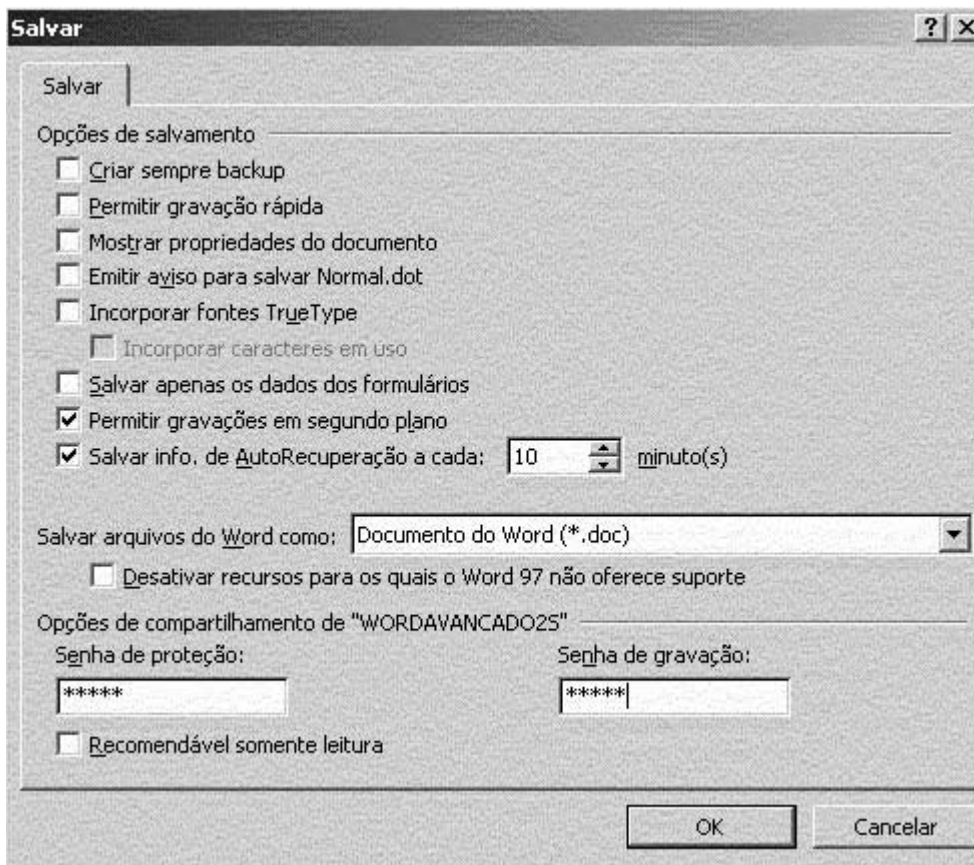 Salvar
Salvar
Opções de salvamento
Criar sempre backup
Permitir gravação rápida
Mostrar propriedades do documento
Emitir aviso para salvar Normal.dot
Incorporar fontes TrueType
Incorporar caracteres em uso
Salvar apenas os dados dos formulários
Permitir gravações em segundo plano
Salvar info. de AutoRecuperação a cada: 10 minuto(s)
Salvar arquivos do Word como: Documento do Word (*.doc)
Desativar recursos para os quais o Word 97 não oferece suporte
Opções de compartilhamento de "WORDAVANCADO2S"
Senha de proteção: Senha de gravação:
***** *****
Recomendável somente leitura
OK Cancelar